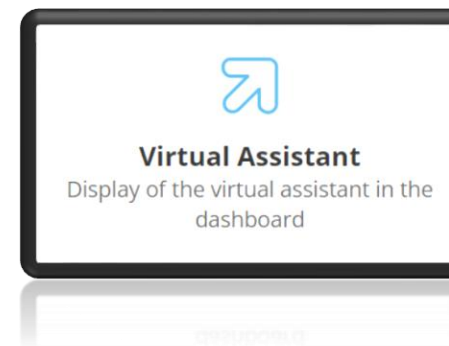 Virtual Assistant
Display of the virtual assistant in the
dashboard